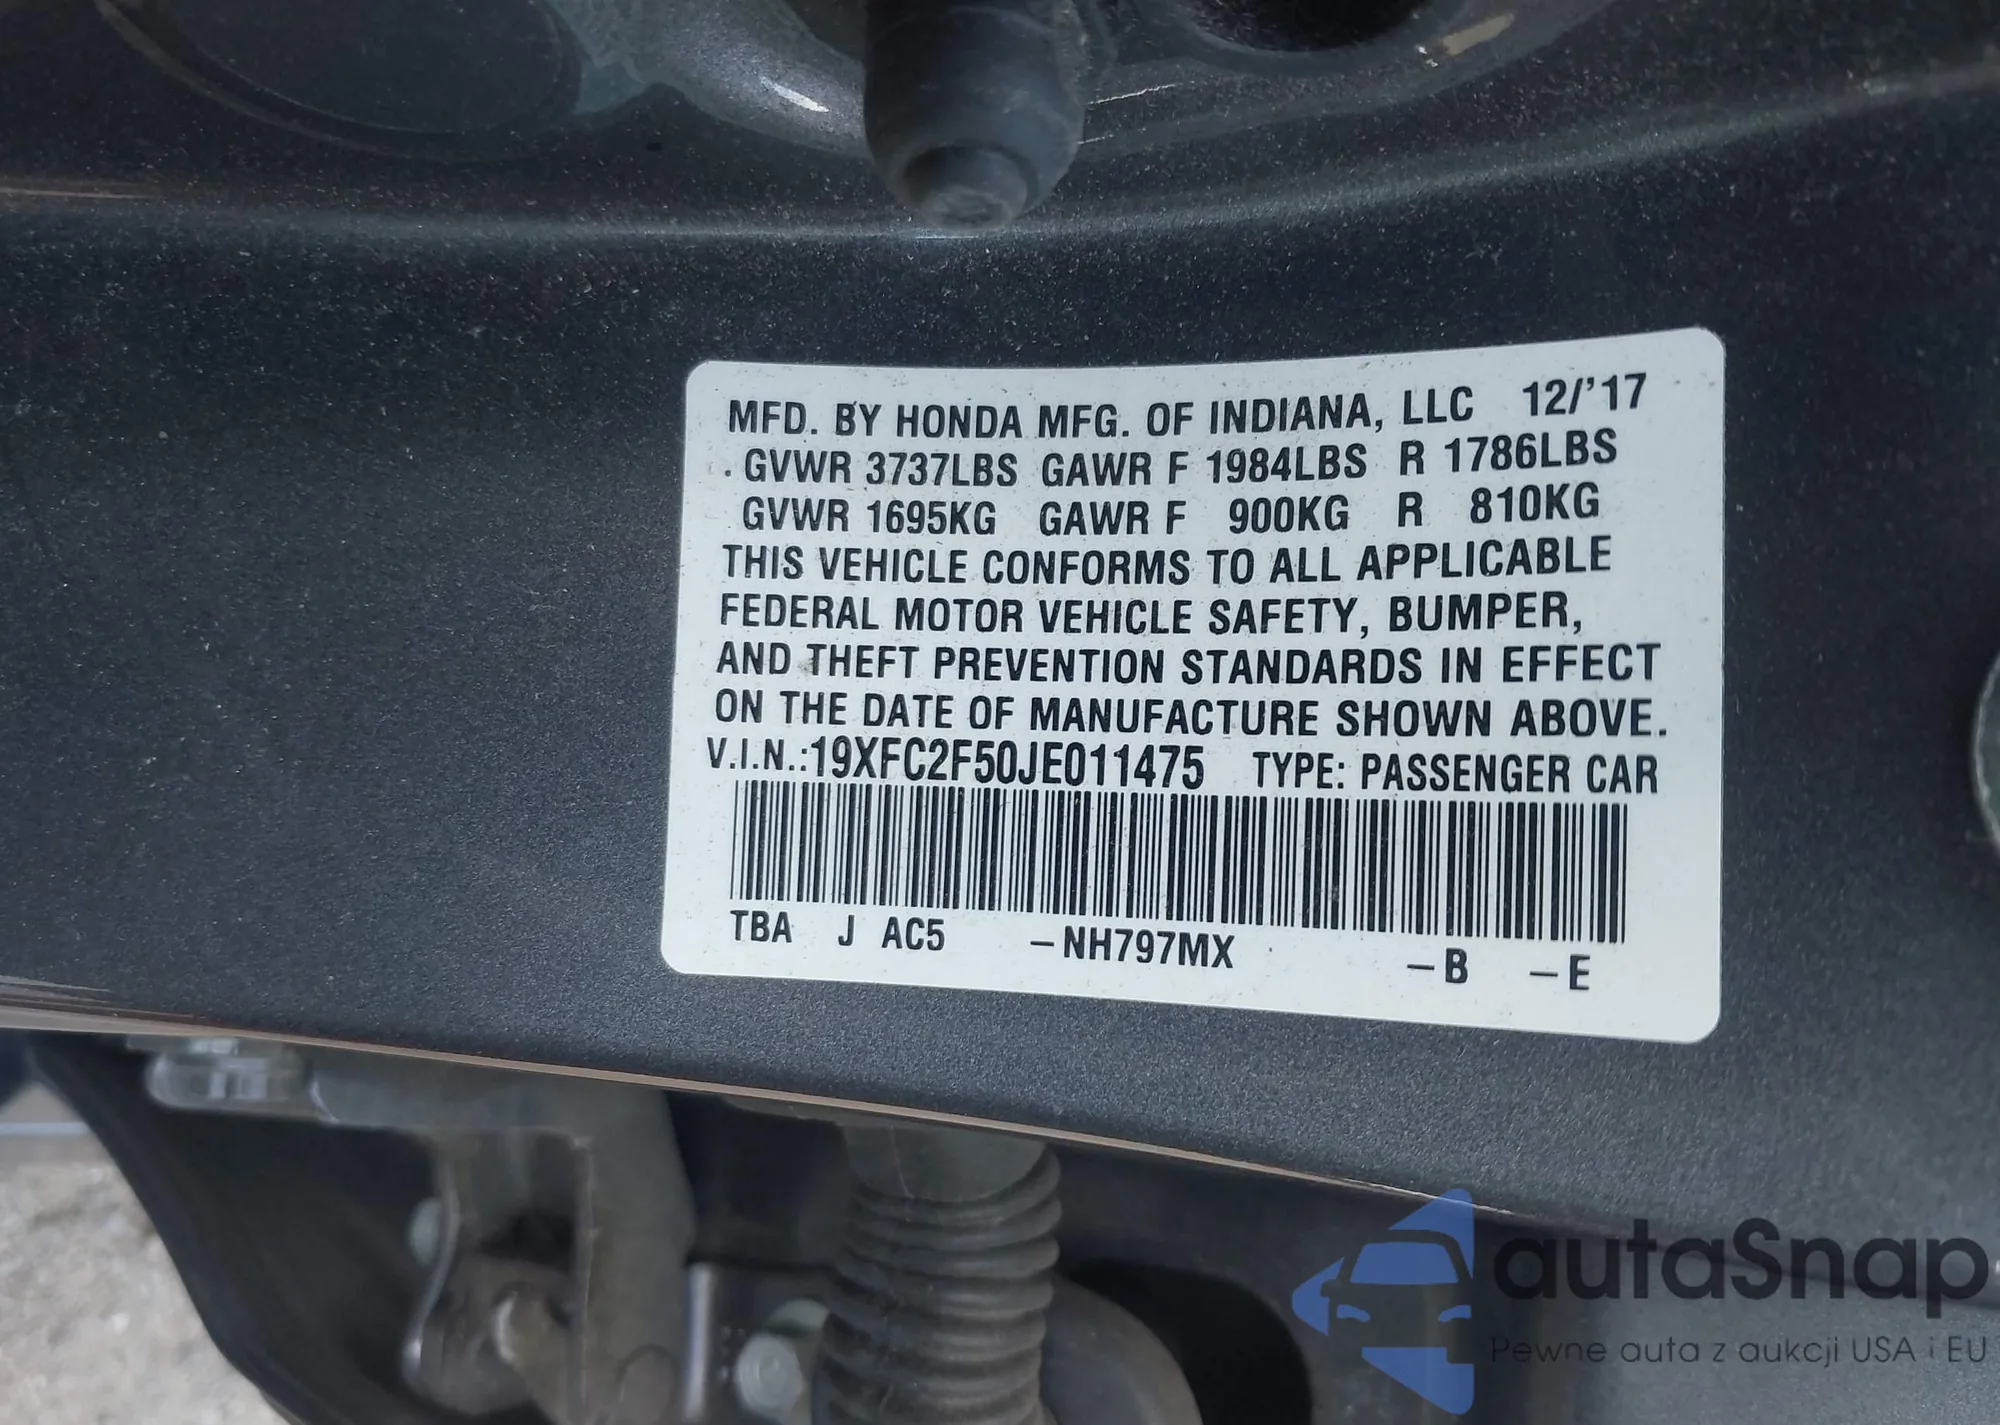 MFD. BY HONDA MFG. OF INDIANA, LLC 12/'17
. GVWR 3737LBS GAWR F 1984LBS R 1786LBS
GVWR 1695KG GAWR F 900KG R 810KG
THIS VEHICLE CONFORMS TO ALL APPLICABLE
FEDERAL MOTOR VEHICLE SAFETY, BUMPER,
AND THEFT PREVENTION STANDARDS IN EFFECT
ON THE DATE OF MANUFACTURE SHOWN ABOVE.
V.I.N.:19XFC2F50JE011475 TYPE: PASSENGER CAR
TBA J AC5 –NH797MX –B –E
autaSnap
Pewne auta z aukcji USA i EU